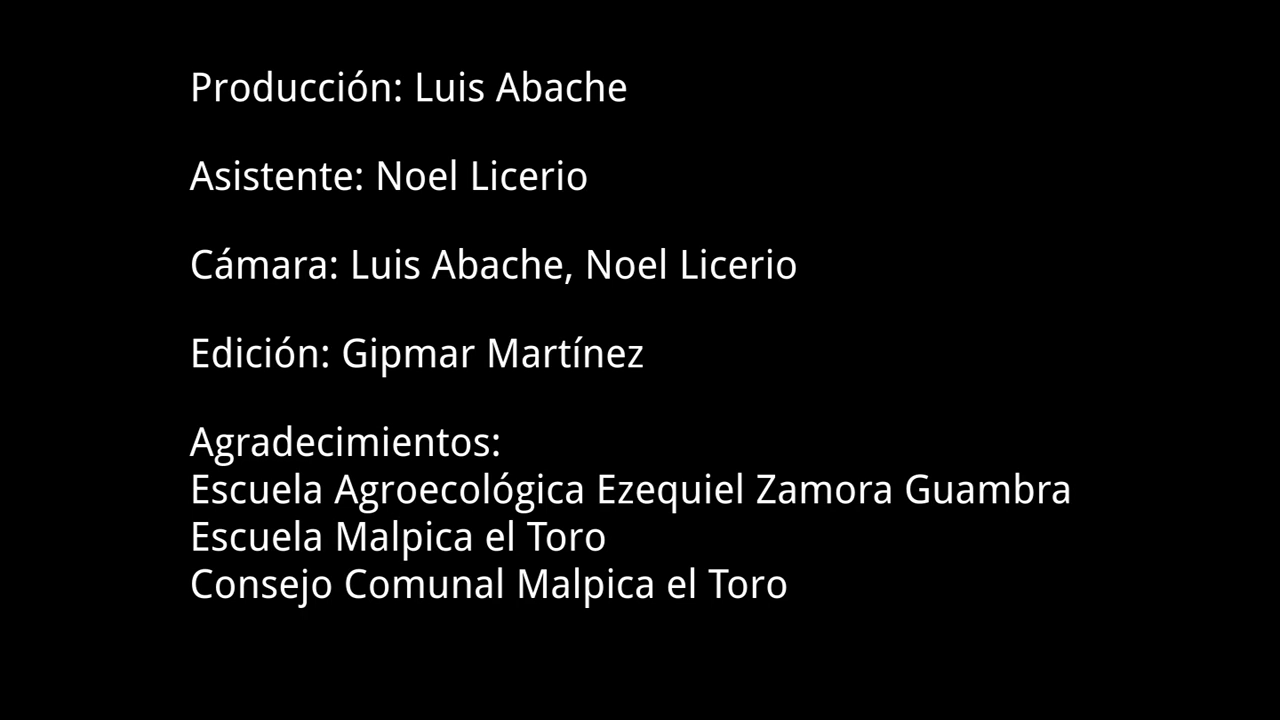 Producción: Luis Abache
Asistente: Noel Licerio
Cámara: Luis Abache, Noel Licerio
Edición: Gipmar Martínez
Agradecimientos:
Escuela Agroecológica Ezequiel Zamora Guambra
Escuela Malpica el Toro
Consejo Comunal Malpica el Toro